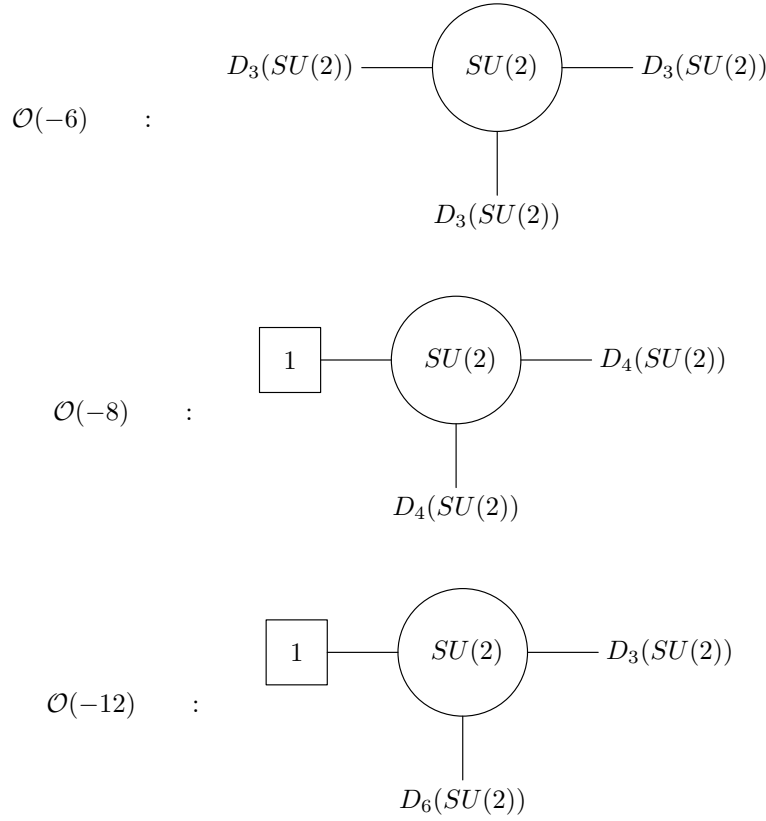 D_3(SU(2)) SU(2) D_3(SU(2))
𝒪(−6) :
D_3(SU(2))
1 SU(2) D_4(SU(2))
𝒪(−8) :
D_4(SU(2))
1 SU(2) D_3(SU(2))
𝒪(−12) :
D_6(SU(2))